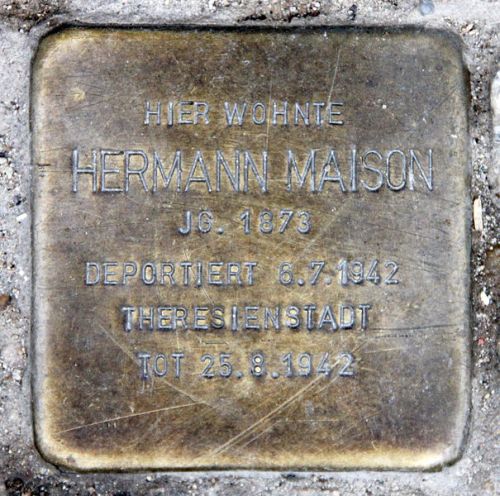 HIER WOHNTE
HERMANN MAISON
JG. 1873
DEPORTIERT 6.7.1942
THERESIENSTADT
TOT 25.8.1942